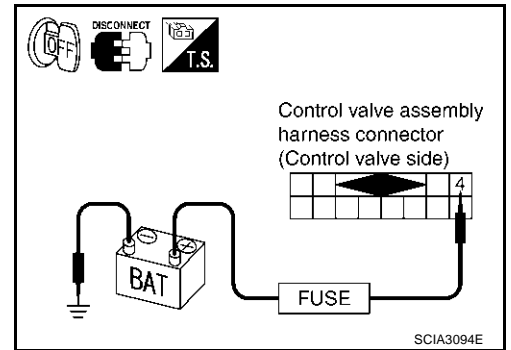 OFF
DISCONNECT
T.S.
Control valve assembly
harness connector
(Control valve side)
4
BAT
FUSE
SCIA3094E